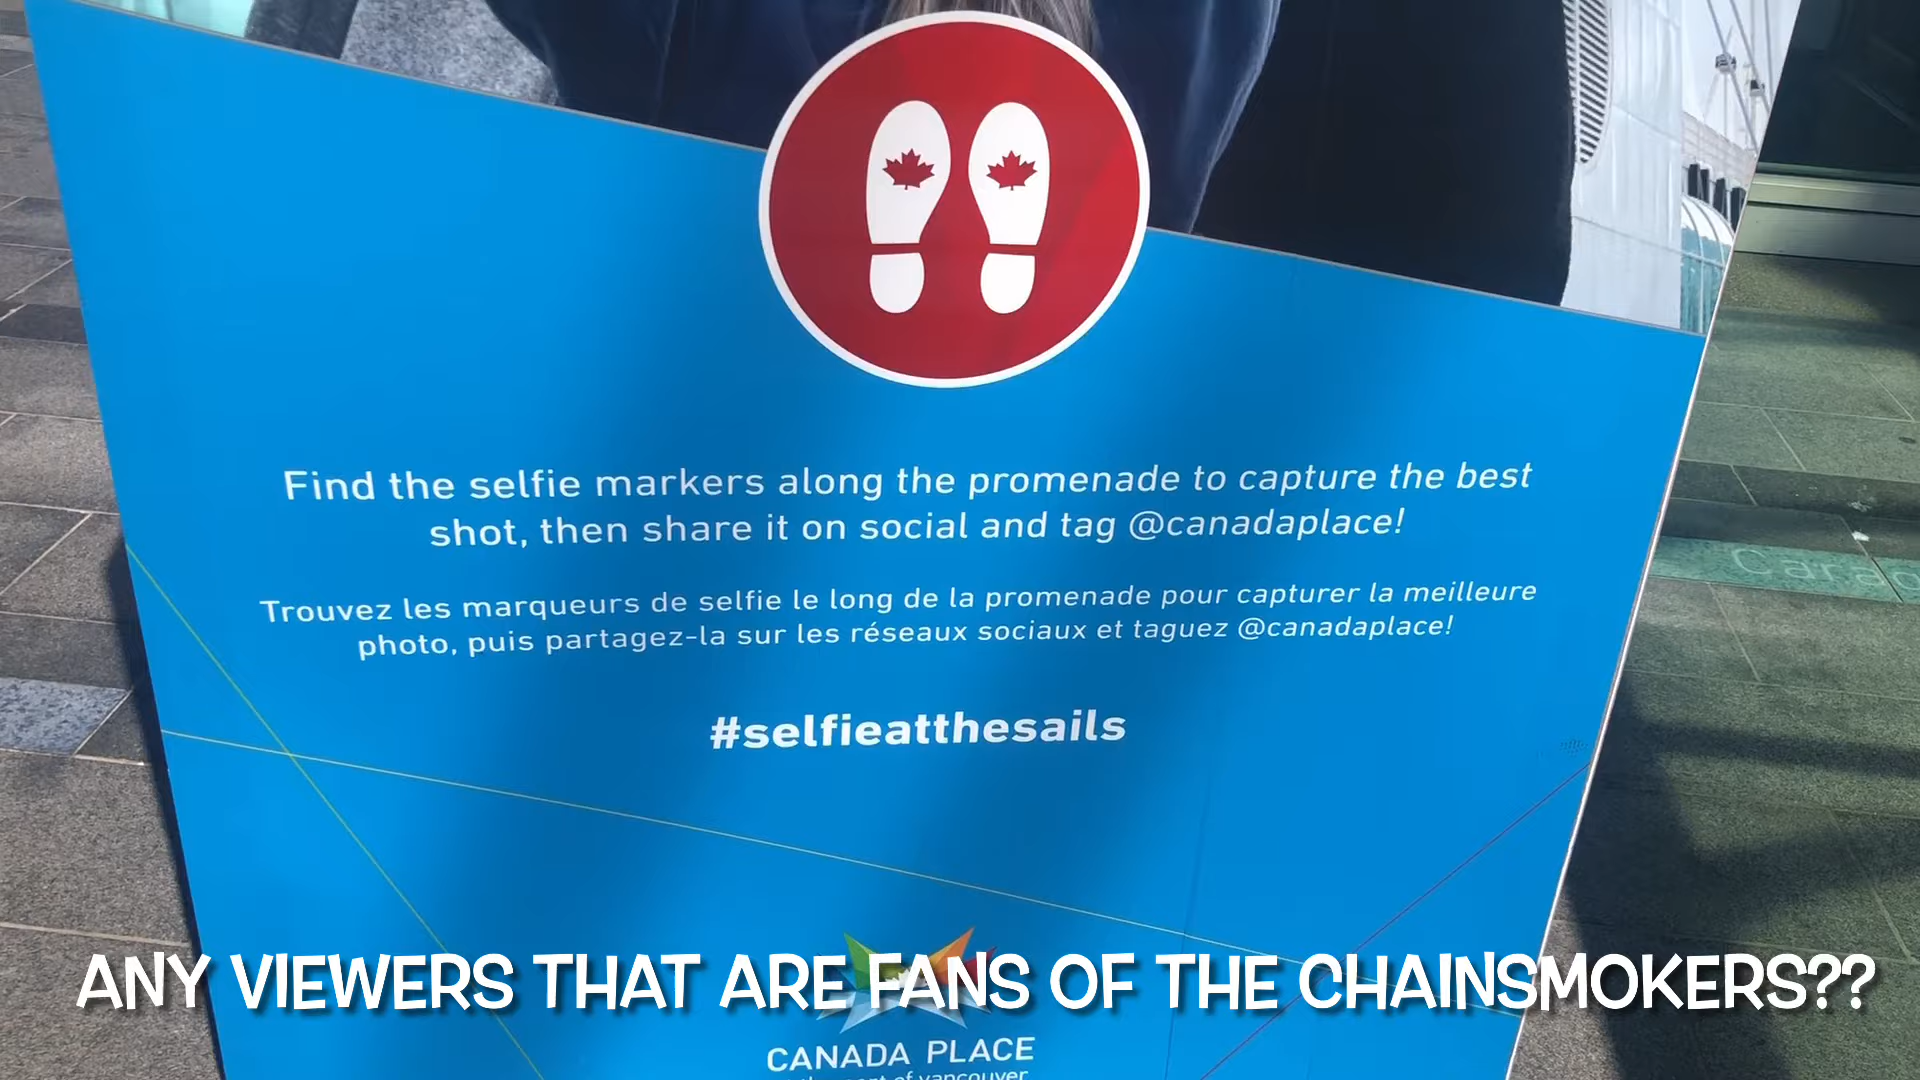 Find the selfie markers along the promenade to capture the best
shot, then share it on social and tag @canadaplace!
Trouvez les marqueurs de selfie le long de la promenade pour capturer la meilleure
photo, puis partagez-la sur les réseaux sociaux et taguez @canadaplace!
#selfieatthesails
ANY VIEWERS THAT ARE FANS OF THE CHAINSMOKERS??
CANADA PLACE
of vancouver